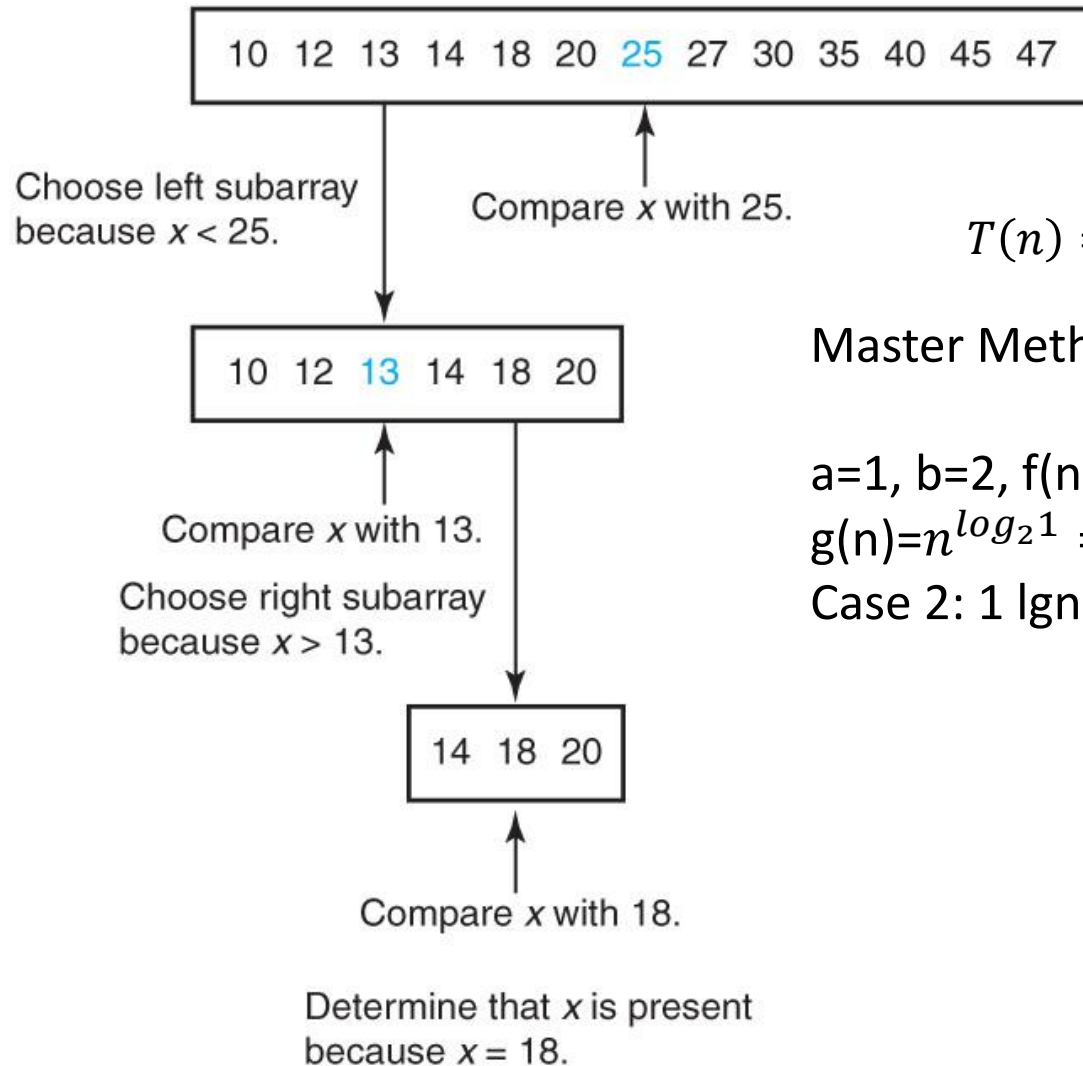 10 12 13 14 18 20 25 27 30 35 40 45 47
Choose left subarray
because x < 25.
Compare x with 25.
T(n) =
10 12 13 14 18 20
Compare x with 13.
Choose right subarray
because x > 13.
14 18 20
Compare x with 18.
Determine that x is present
because x = 18.
Master Meth
a=1, b=2, f(n
g(n)=n^{log_2 1} =
Case 2: 1 lgn